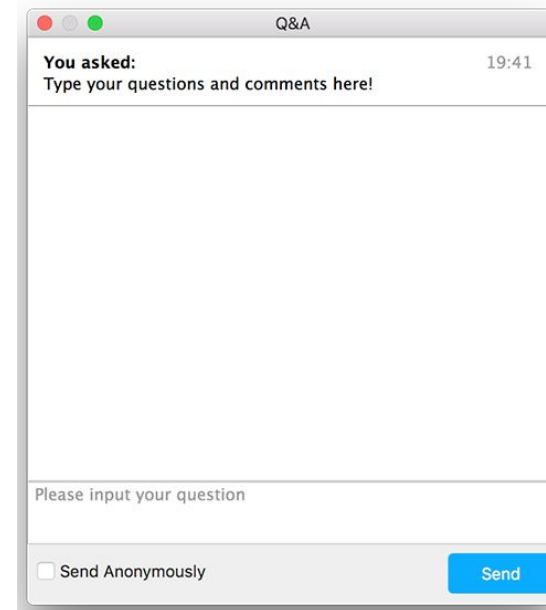 Q&A
You asked: 19:41
Type your questions and comments here!
Please input your question
Send Anonymously Send